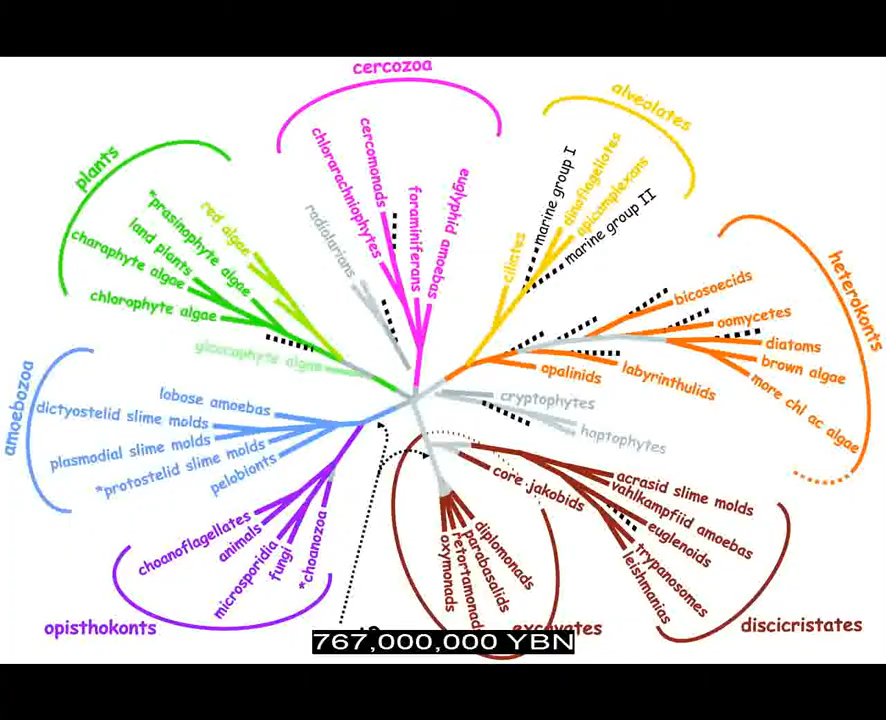 cercozoa
alveolates
plants
heterokonts
amoebozoa
opisthokonts
excavates
discicristates
red algae
*prasinophyte algae
land plants
charaphyte algae
chlorophyte algae
glaucophyte algae
radiolarians
chlorarachniophytes
cercomonads
foraminiferans
euglyphid amoebas
ciliates
marine group I
dinoflagellates
apicimplexans
marine group II
bicosoecids
oomycetes
diatoms
brown algae
more chl ac algae
labyrinthulids
opalinids
cryptophytes
haptophytes
lobose amoebas
dictyostelid slime molds
plasmodial slime molds
*protostelid slime molds
pelobionts
choanoflagellates
animals
microsporidia
fungi
*choanozoa
core jakobids
acrasid slime molds
vahlkampfiid amoebas
euglenoids
trypanosomes
leishmanias
diplomonads
parabasalids
retortamonads
oxymonads
767,000,000 YBN